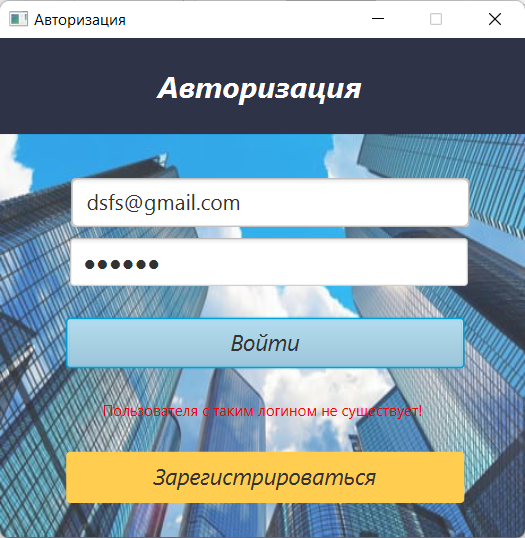 Авторизация
Авторизация
dsfs@gmail.com
●●●●●●
Войти
Пользователя с таким логином не существует!
Зарегистрироваться